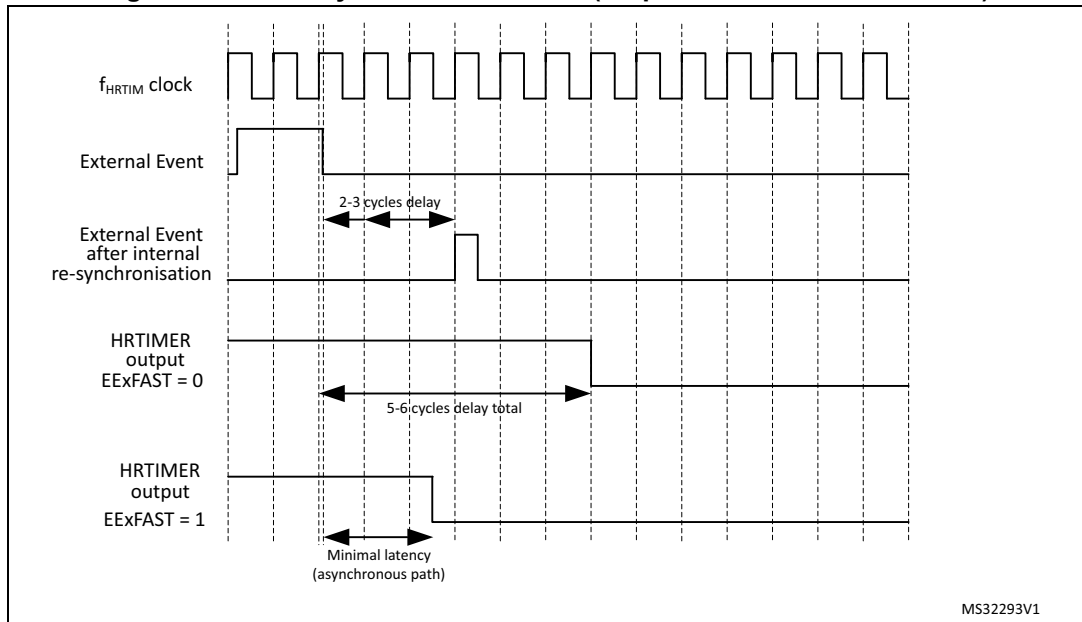 f_HRTIM clock
External Event
2-3 cycles delay
External Event
after internal
re-synchronisation
HRTIMER
output
EExFAST = 0
5-6 cycles delay total
HRTIMER
output
EExFAST = 1
Minimal latency
(asynchronous path)
MS32293V1